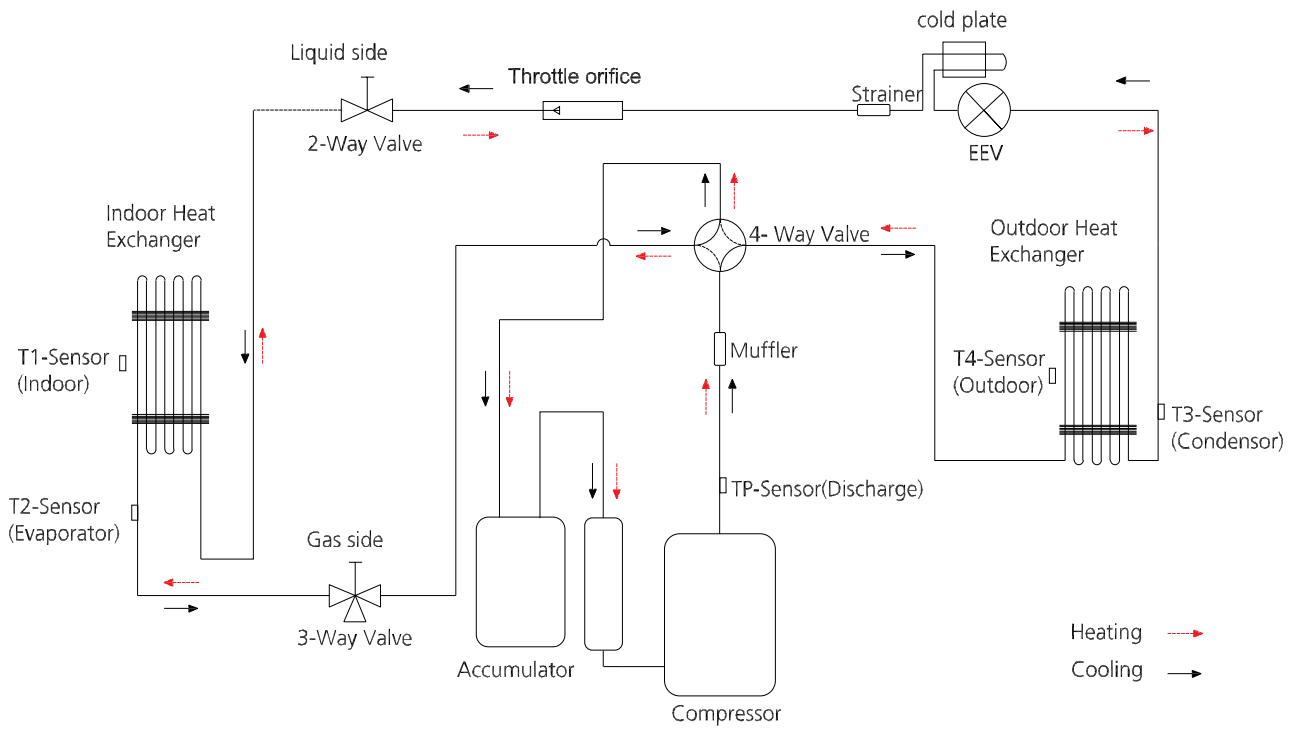 cold plate
Liquid side
Throttle orifice
Strainer
2-Way Valve
EEV
Indoor Heat
Exchanger
4- Way Valve
Outdoor Heat
Exchanger
Muffler
T1-Sensor
(Indoor)
T4-Sensor
(Outdoor)
T3-Sensor
(Condensor)
TP-Sensor(Discharge)
T2-Sensor
(Evaporator)
Gas side
3-Way Valve
Heating
Accumulator
Cooling
Compressor